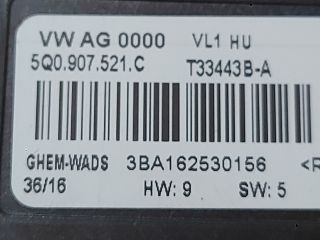 VW AG 0000 VL1 HU
5Q0.907.521.C T33443B-A
GHEM-WADS 3BA162530156 <R
36/16 HW: 9 SW: 5